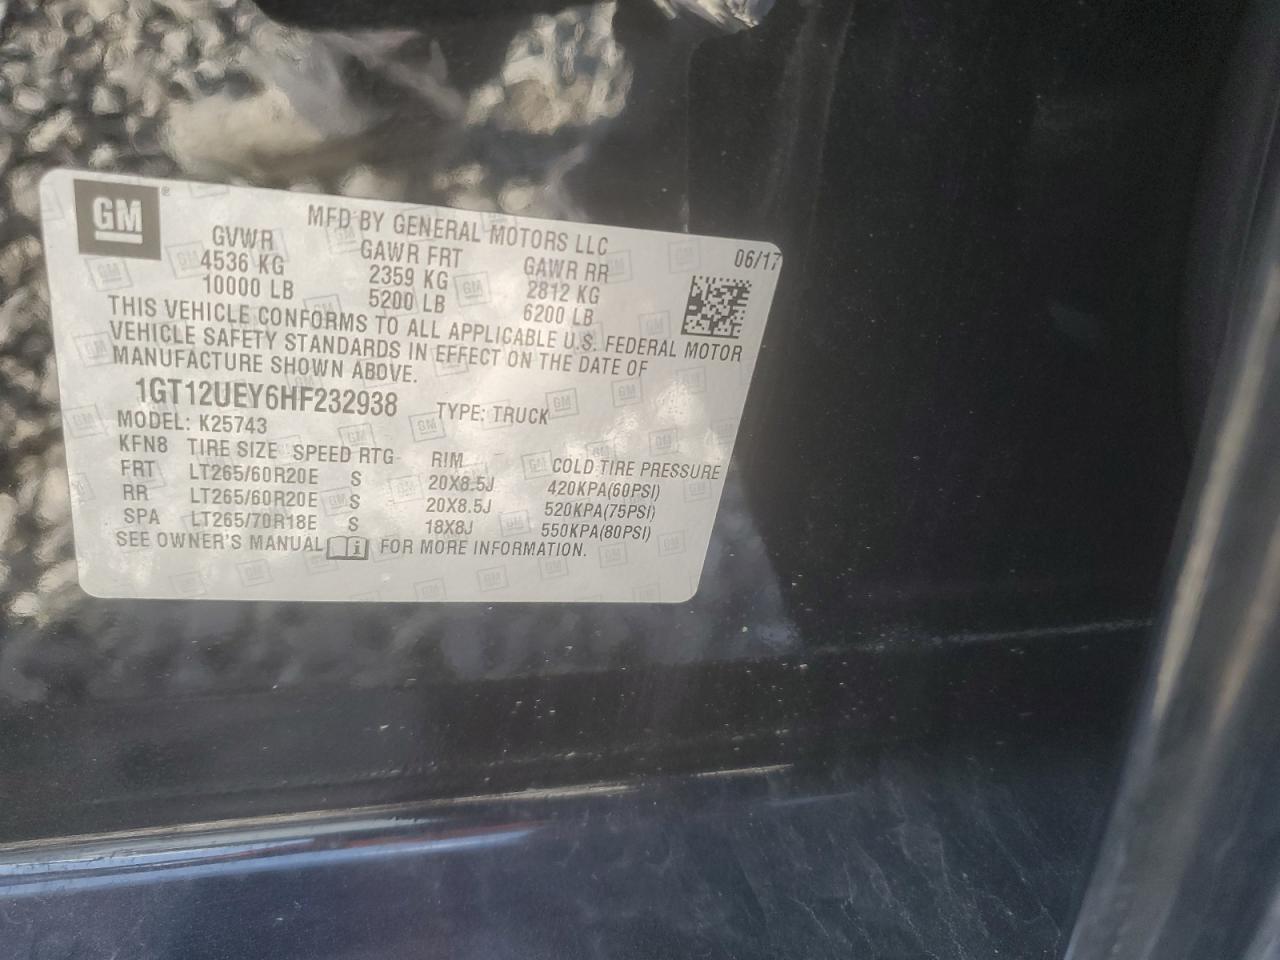 GM®
MFD BY GENERAL MOTORS LLC
06/17
GVWR GAWR FRT GAWR RR
4536 KG 2359 KG 2812 KG
10000 LB 5200 LB 6200 LB
THIS VEHICLE CONFORMS TO ALL APPLICABLE U.S. FEDERAL MOTOR
VEHICLE SAFETY STANDARDS IN EFFECT ON THE DATE OF
MANUFACTURE SHOWN ABOVE.
1GT12UEY6HF232938 TYPE: TRUCK
MODEL: K25743
KFN8 TIRE SIZE SPEED RTG RIM COLD TIRE PRESSURE
FRT LT265/60R20E S 20X8.5J 420KPA(60PSI)
RR LT265/60R20E S 20X8.5J 520KPA(75PSI)
SPA LT265/70R18E S 18X8J 550KPA(80PSI)
SEE OWNER'S MANUAL i FOR MORE INFORMATION.